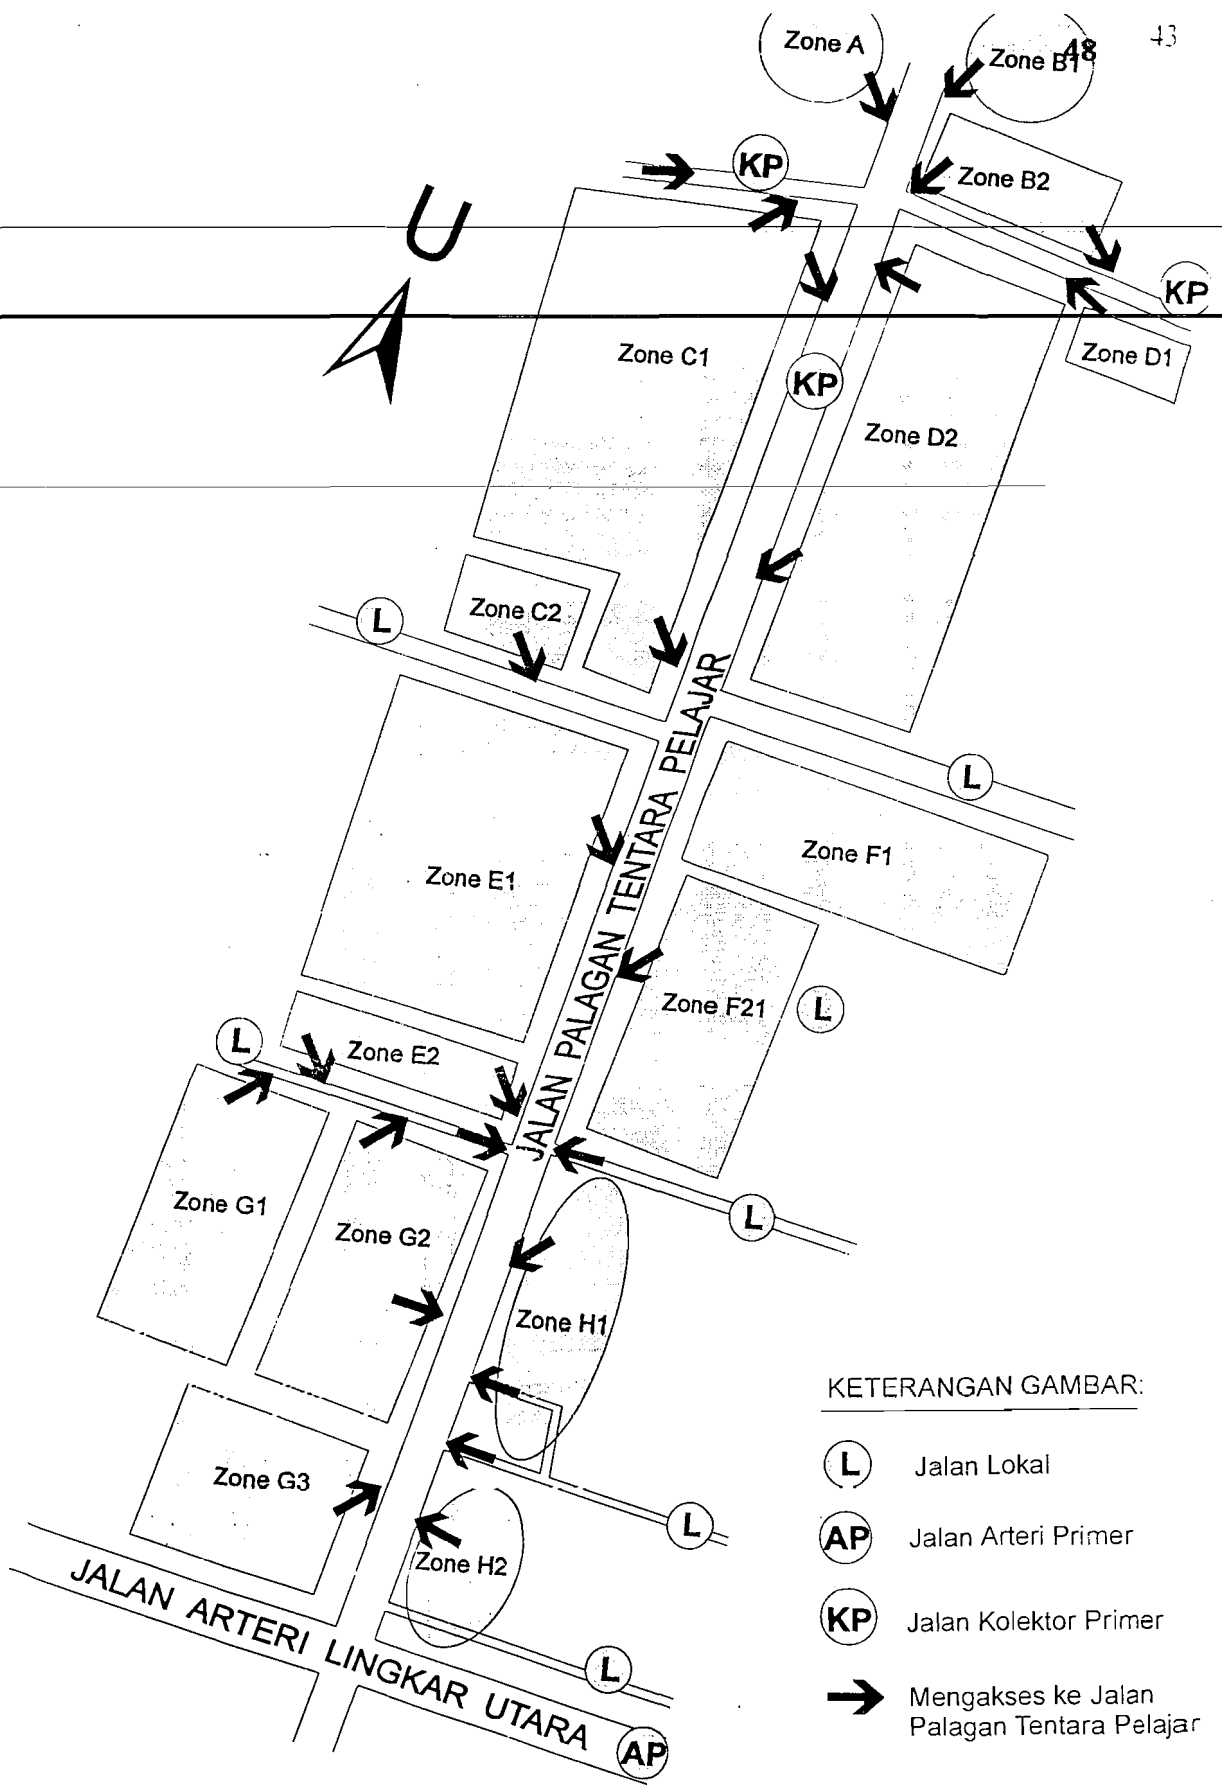 43
48
Zone A
Zone B1
KP
Zone B2
U
KP
Zone C1
Zone D1
KP
Zone D2
Zone C2
L
JALAN PALAGAN TENTARA PELAJAR
L
Zone F1
Zone E1
Zone F21
L
L
Zone E2
Zone G1
Zone G2
L
Zone H1
KETERANGAN GAMBAR:
L Jalan Lokal
Zone G3
L
AP Jalan Arteri Primer
Zone H2
JALAN ARTERI LINGKAR UTARA
KP Jalan Kolektor Primer
L
Mengakses ke Jalan
Palagan Tentara Pelajar
AP